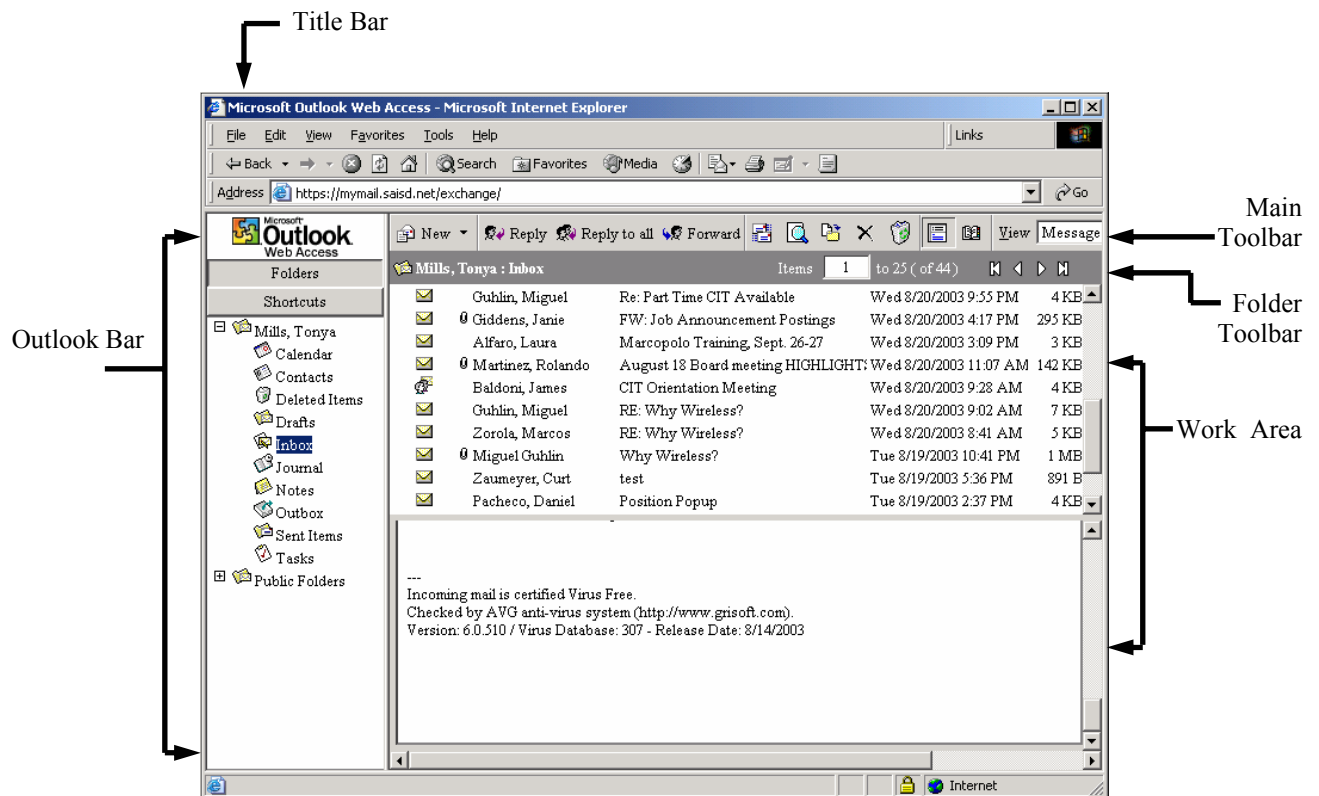 Title Bar
Microsoft Outlook Web Access - Microsoft Internet Explorer
File Edit View Favorites Tools Help Links
Back Search Favorites Media
Address https://mymail.saisd.net/exchange/ Go
Main
Toolbar
Microsoft
Outlook
Web Access
New Reply Reply to all Forward View Message
Folders
Mills, Tonya : Inbox Items 1 to 25 ( of 44 )
Folder
Toolbar
Shortcuts
Outlook Bar
Mills, Tonya
Calendar
Contacts
Deleted Items
Drafts
Inbox
Journal
Notes
Outbox
Sent Items
Tasks
Public Folders
Guhlin, Miguel Re: Part Time CIT Available Wed 8/20/2003 9:55 PM 4 KB
Giddens, Janie FW: Job Announcement Postings Wed 8/20/2003 4:17 PM 295 KB
Alfaro, Laura Marcopolo Training, Sept. 26-27 Wed 8/20/2003 3:09 PM 3 KB
Martinez, Rolando August 18 Board meeting HIGHLIGHTS Wed 8/20/2003 11:07 AM 142 KB
Baldoni, James CIT Orientation Meeting Wed 8/20/2003 9:28 AM 4 KB
Guhlin, Miguel RE: Why Wireless? Wed 8/20/2003 9:02 AM 7 KB
Zorola, Marcos RE: Why Wireless? Wed 8/20/2003 8:41 AM 5 KB
Miguel Guhlin Why Wireless? Tue 8/19/2003 10:41 PM 1 MB
Zaumeyer, Curt test Tue 8/19/2003 5:36 PM 891 B
Pacheco, Daniel Position Popup Tue 8/19/2003 2:37 PM 4 KB
Work Area
---
Incoming mail is certified Virus Free.
Checked by AVG anti-virus system (http://www.grisoft.com).
Version: 6.0.510 / Virus Database: 307 - Release Date: 8/14/2003
Internet